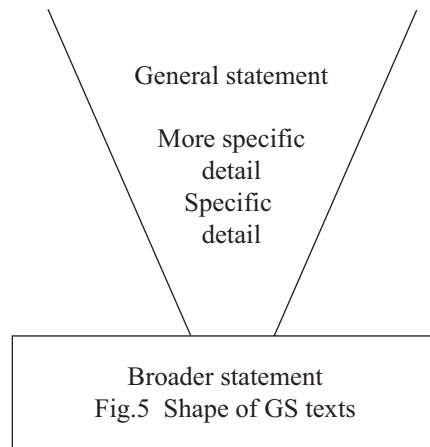 General statement
More specific
detail
Specific
detail
Broader statement
Fig.5 Shape of GS texts